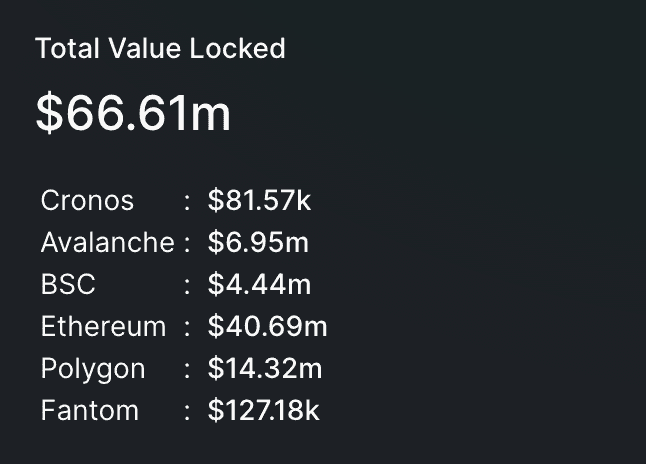 Total Value Locked
$66.61m
Cronos : $81.57k
Avalanche : $6.95m
BSC : $4.44m
Ethereum : $40.69m
Polygon : $14.32m
Fantom : $127.18k